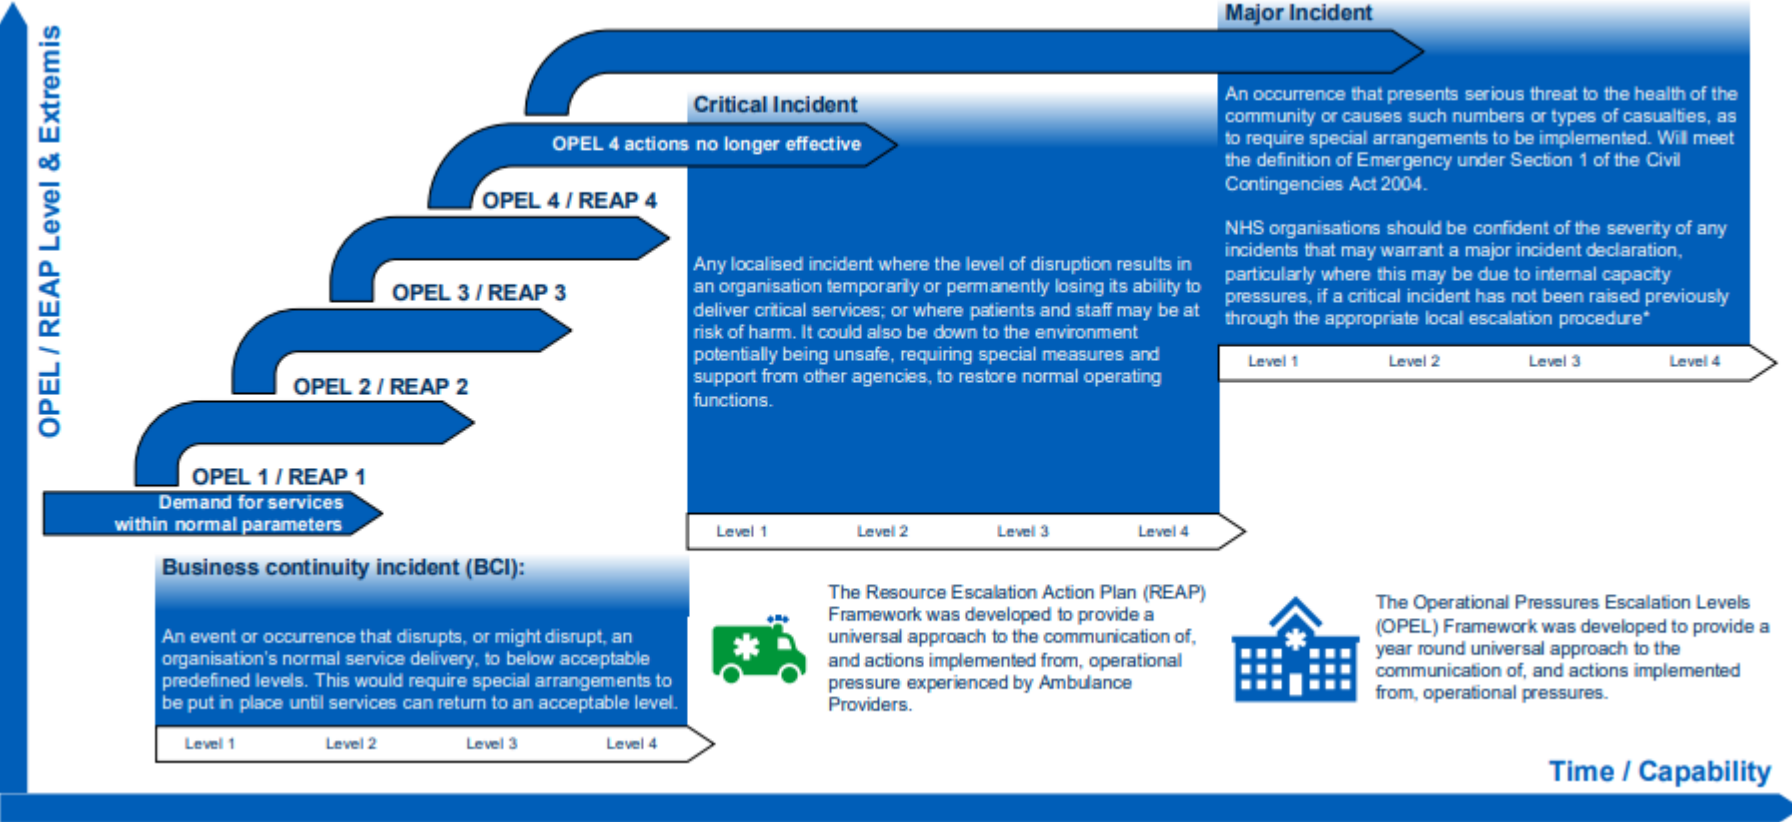 OPEL / REAP Level & Extremis
Major Incident
An occurrence that presents serious threat to the health of the
community or causes such numbers or types of casualties, as
to require special arrangements to be implemented. Will meet
the definition of Emergency under Section 1 of the Civil
Contingencies Act 2004.
NHS organisations should be confident of the severity of any
incidents that may warrant a major incident declaration,
particularly where this may be due to internal capacity
pressures, if a critical incident has not been raised previously
through the appropriate local escalation procedure*
Level 1 Level 2 Level 3 Level 4
Critical Incident
OPEL 4 actions no longer effective
Any localised incident where the level of disruption results in
an organisation temporarily or permanently losing its ability to
deliver critical services; or where patients and staff may be at
risk of harm. It could also be down to the environment
potentially being unsafe, requiring special measures and
support from other agencies, to restore normal operating
functions.
Level 1 Level 2 Level 3 Level 4
OPEL 4 / REAP 4
OPEL 3 / REAP 3
OPEL 2 / REAP 2
OPEL 1 / REAP 1
Demand for services
within normal parameters
Business continuity incident (BCI):
An event or occurrence that disrupts, or might disrupt, an
organisation's normal service delivery, to below acceptable
predefined levels. This would require special arrangements to
be put in place until services can return to an acceptable level.
Level 1 Level 2 Level 3 Level 4
The Resource Escalation Action Plan (REAP)
Framework was developed to provide a
universal approach to the communication of,
and actions implemented from, operational
pressure experienced by Ambulance
Providers.
The Operational Pressures Escalation Levels
(OPEL) Framework was developed to provide a
year round universal approach to the
communication of, and actions implemented
from, operational pressures.
Time / Capability